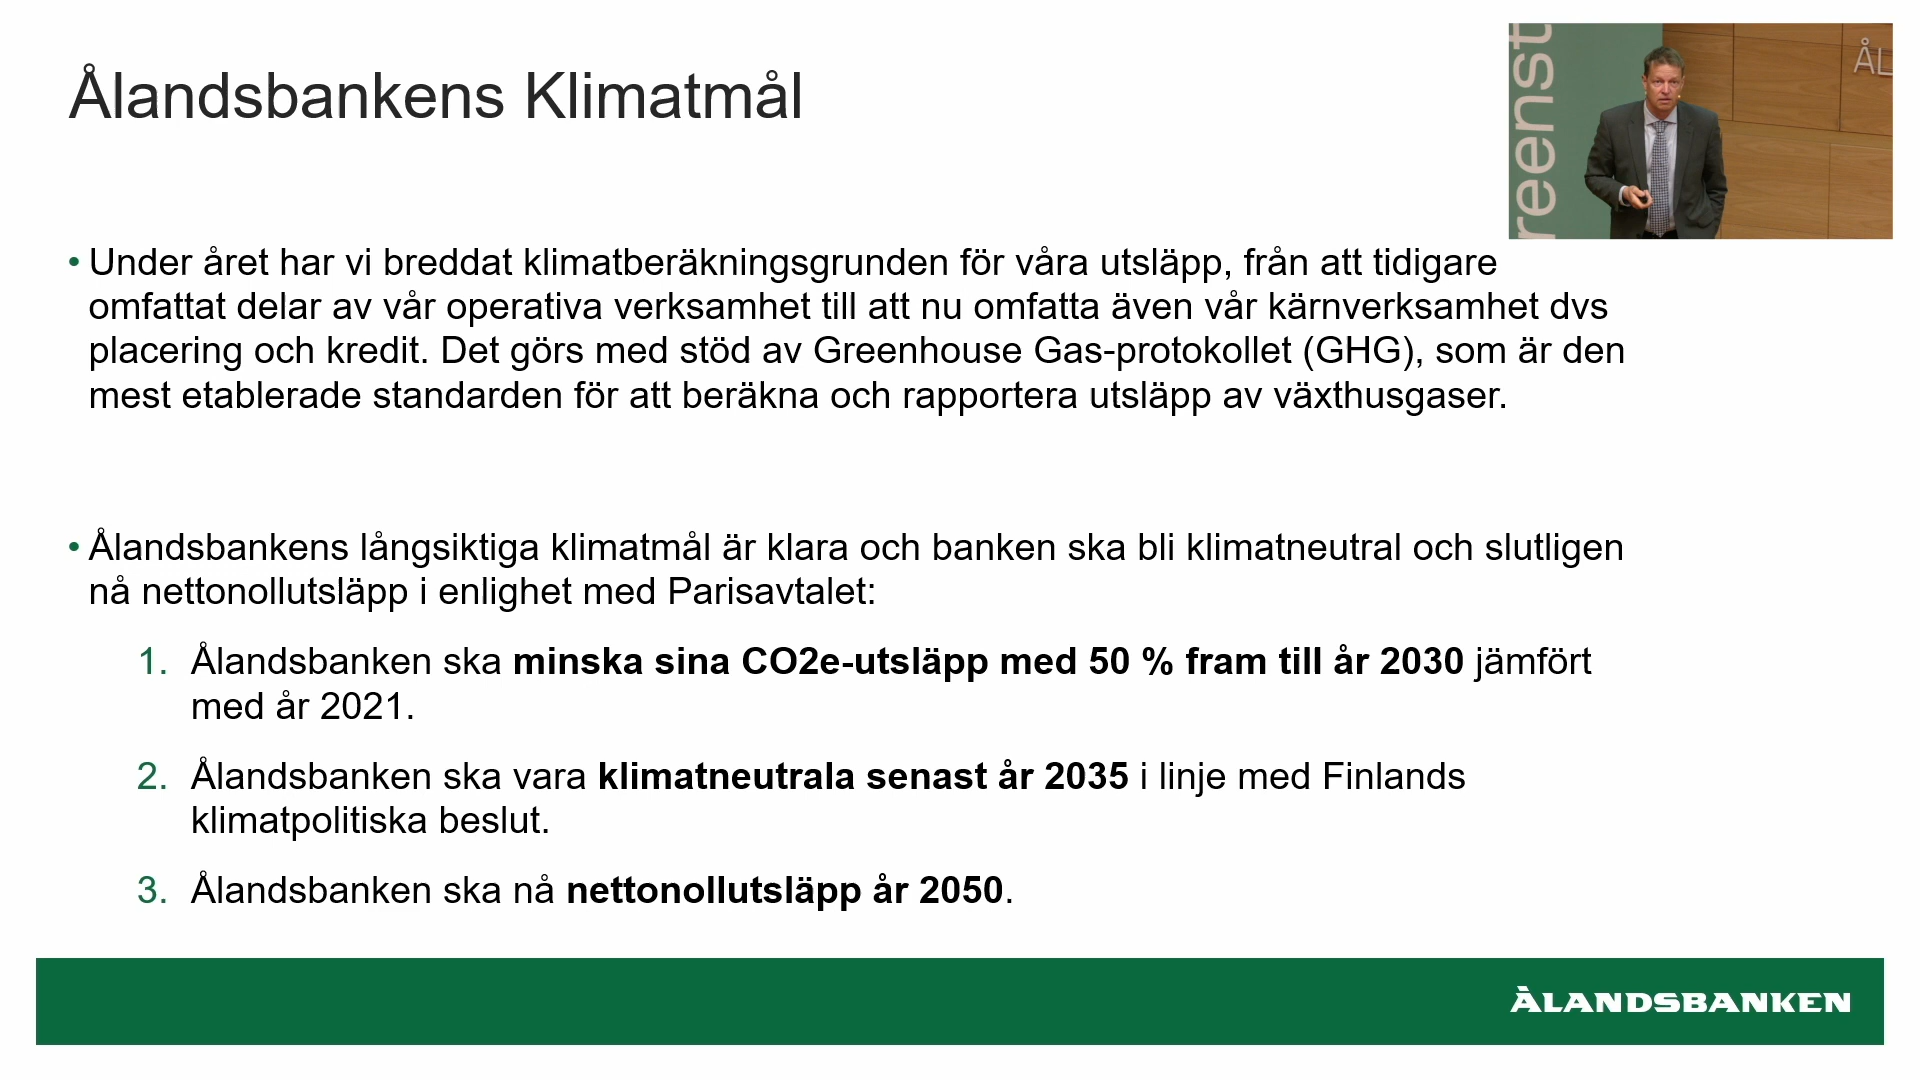 Ålandsbankens Klimatmål
reenst
ÅL
• Under året har vi breddat klimatberäkningsgrunden för våra utsläpp, från att tidigare
omfattat delar av vår operativa verksamhet till att nu omfatta även vår kärnverksamhet dvs
placering och kredit. Det görs med stöd av Greenhouse Gas-protokollet (GHG), som är den
mest etablerade standarden för att beräkna och rapportera utsläpp av växthusgaser.
• Ålandsbankens långsiktiga klimatmål är klara och banken ska bli klimatneutral och slutligen
nå nettonollutsläpp i enlighet med Parisavtalet:
1. Ålandsbanken ska minska sina CO2e-utsläpp med 50 % fram till år 2030 jämfört
med år 2021.
2. Ålandsbanken ska vara klimatneutrala senast år 2035 i linje med Finlands
klimatpolitiska beslut.
3. Ålandsbanken ska nå nettonollutsläpp år 2050.
ÅLANDSBANKEN